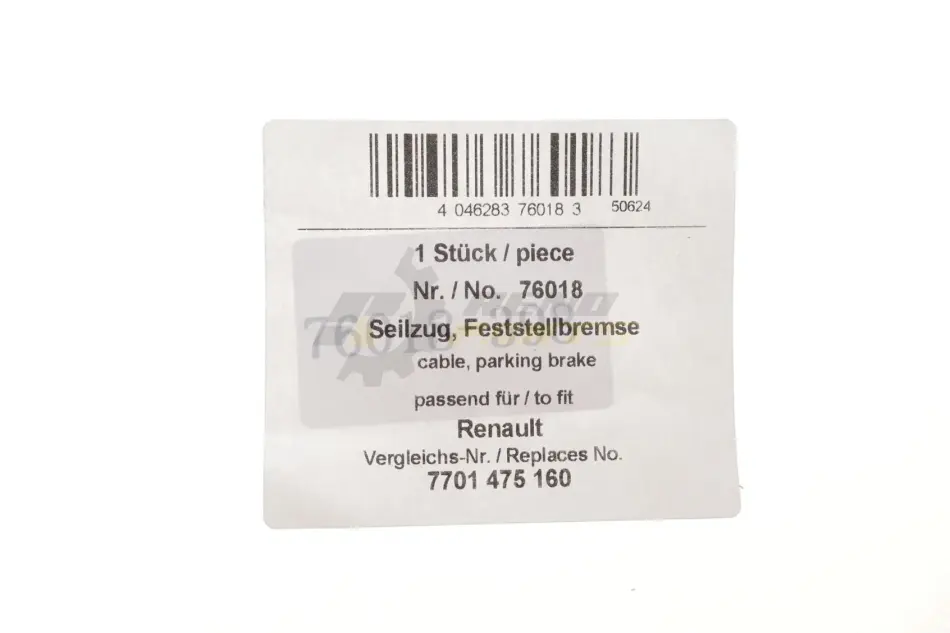 4 046283 76018 3 50624
1 Stück / piece
Nr. / No. 76018
Seilzug, Feststellbremse
cable, parking brake
passend für / to fit
Renault
Vergleichs-Nr. / Replaces No.
7701 475 160